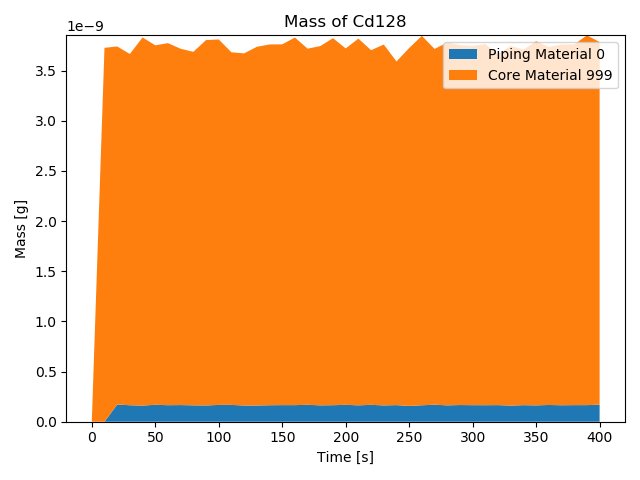 Mass of Cd128
1e−9
Piping Material 0
Core Material 999
Mass [g]
3.5
3.0
2.5
2.0
1.5
1.0
0.5
0.0
0 50 100 150 200 250 300 350 400
Time [s]